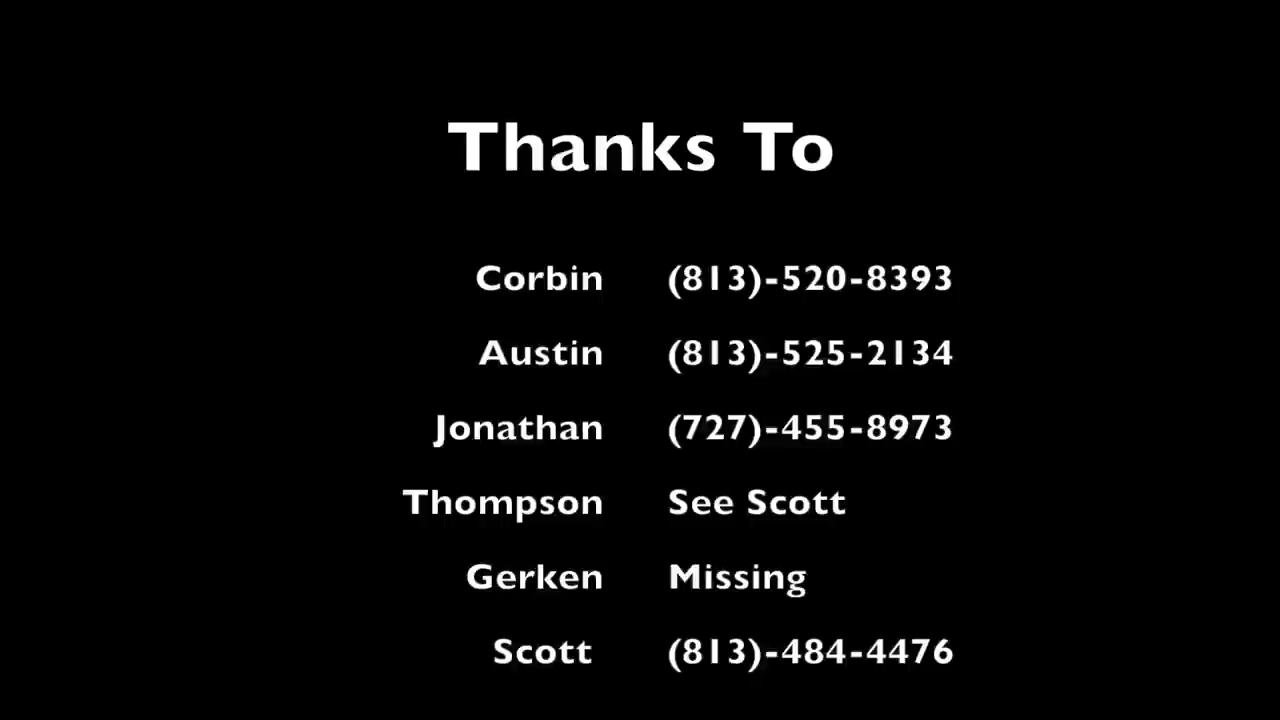 Thanks To
Corbin (813)-520-8393
Austin (813)-525-2134
Jonathan (727)-455-8973
Thompson See Scott
Gerken Missing
Scott (813)-484-4476